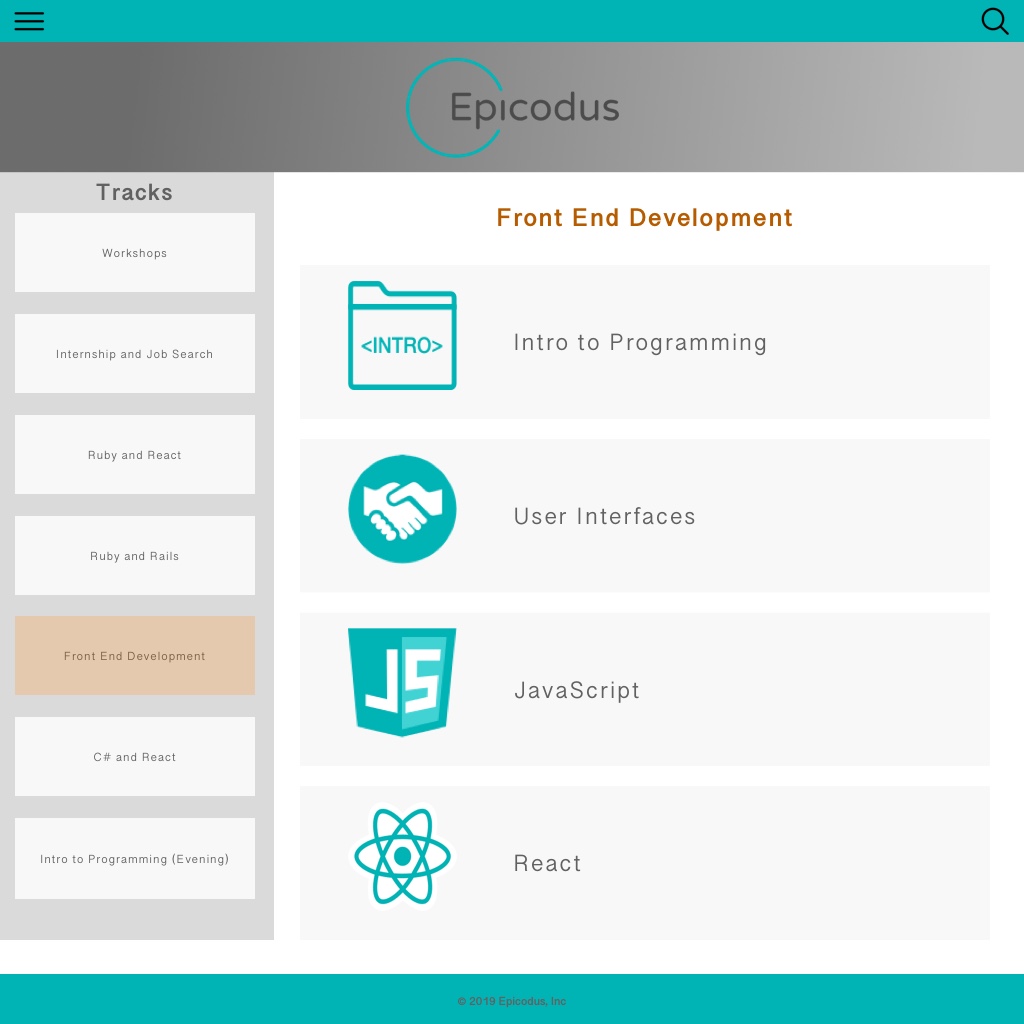 Epicodus
Tracks
Workshops
Internship and Job Search
Ruby and React
Ruby and Rails
Front End Development
C# and React
Intro to Programming (Evening)
Front End Development
<INTRO>
Intro to Programming
User Interfaces
JS
JavaScript
React
© 2019 Epicodus, Inc